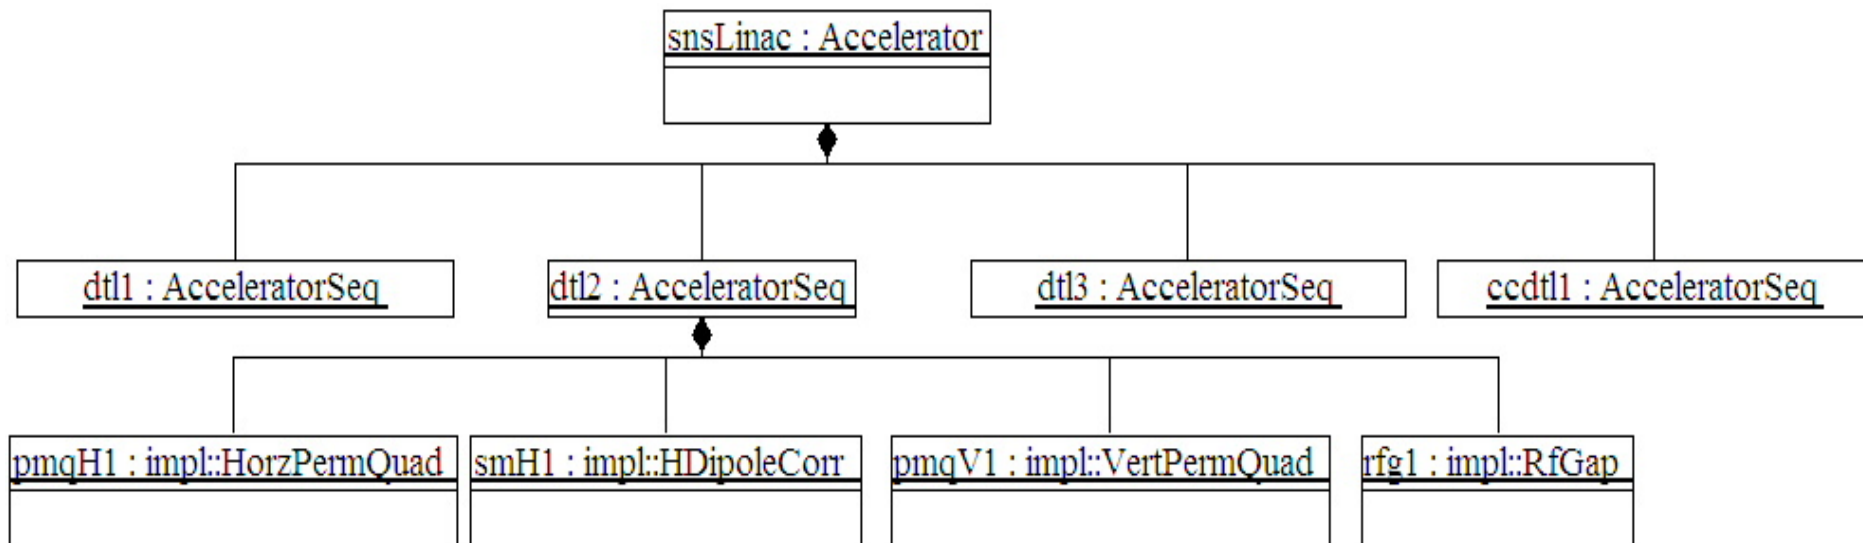 snsLinac : Accelerator
dtl1 : AcceleratorSeq
dtl2 : AcceleratorSeq
dtl3 : AcceleratorSeq
ccdtl1 : AcceleratorSeq
pmqH1 : impl::HorzPermQuad
smH1 : impl::HDipoleCorr
pmqV1 : impl::VertPermQuad
rfg1 : impl::RfGap